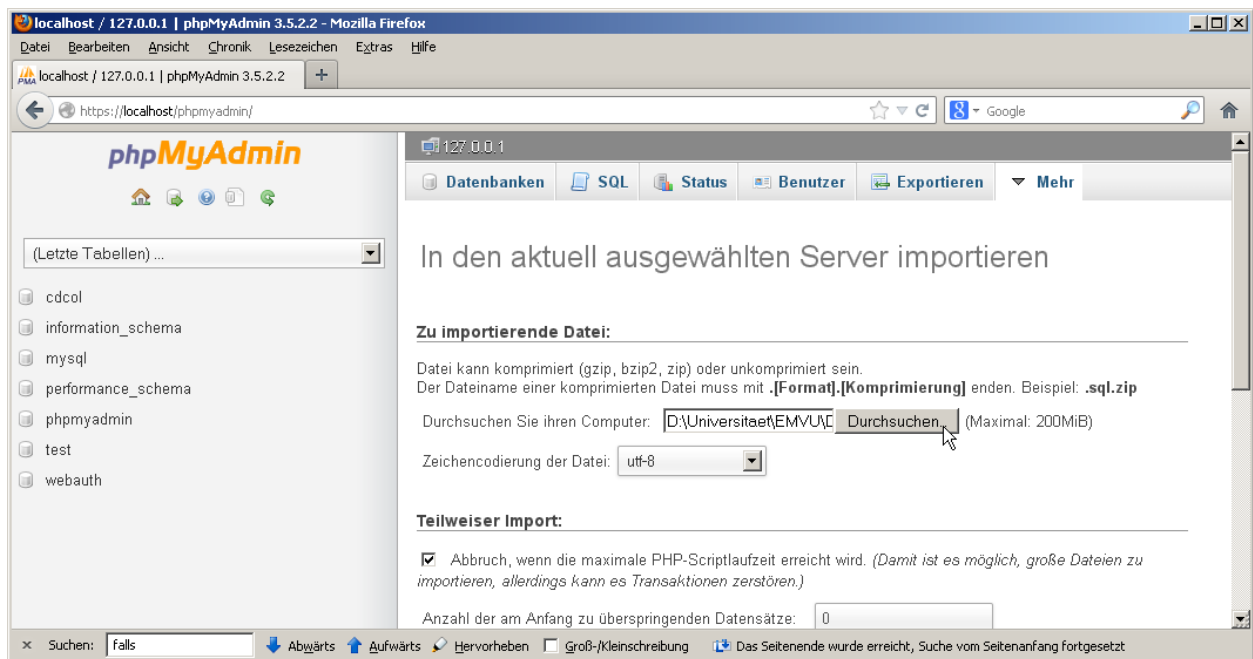 localhost / 127.0.0.1 | phpMyAdmin 3.5.2.2 - Mozilla Firefox
Datei Bearbeiten Ansicht Chronik Lesezeichen Extras Hilfe
PMA localhost / 127.0.0.1 | phpMyAdmin 3.5.2.2 +
https://localhost/phpmyadmin/ 8 Google
phpMyAdmin
(Letzte Tabellen) ...
cdcol
information_schema
mysql
performance_schema
phpmyadmin
test
webauth
127.0.0.1
Datenbanken SQL Status Benutzer Exportieren Mehr
In den aktuell ausgewählten Server importieren
Zu importierende Datei:
Datei kann komprimiert (gzip, bzip2, zip) oder unkomprimiert sein.
Der Dateiname einer komprimierten Datei muss mit .[Format].[Komprimierung] enden. Beispiel: .sql.zip
Durchsuchen Sie ihren Computer: D:\Universitaet\EMVU\D Durchsuchen... (Maximal: 200MiB)
Zeichencodierung der Datei: utf-8
Teilweiser Import:
Abbruch, wenn die maximale PHP-Scriptlaufzeit erreicht wird. (Damit ist es möglich, große Dateien zu
importieren, allerdings kann es Transaktionen zerstören.)
Anzahl der am Anfang zu überspringenden Datensätze: 0
× Suchen: falls Abwärts Aufwärts Hervorheben Groß-/Kleinschreibung Das Seitenende wurde erreicht, Suche vom Seitenanfang fortgesetzt